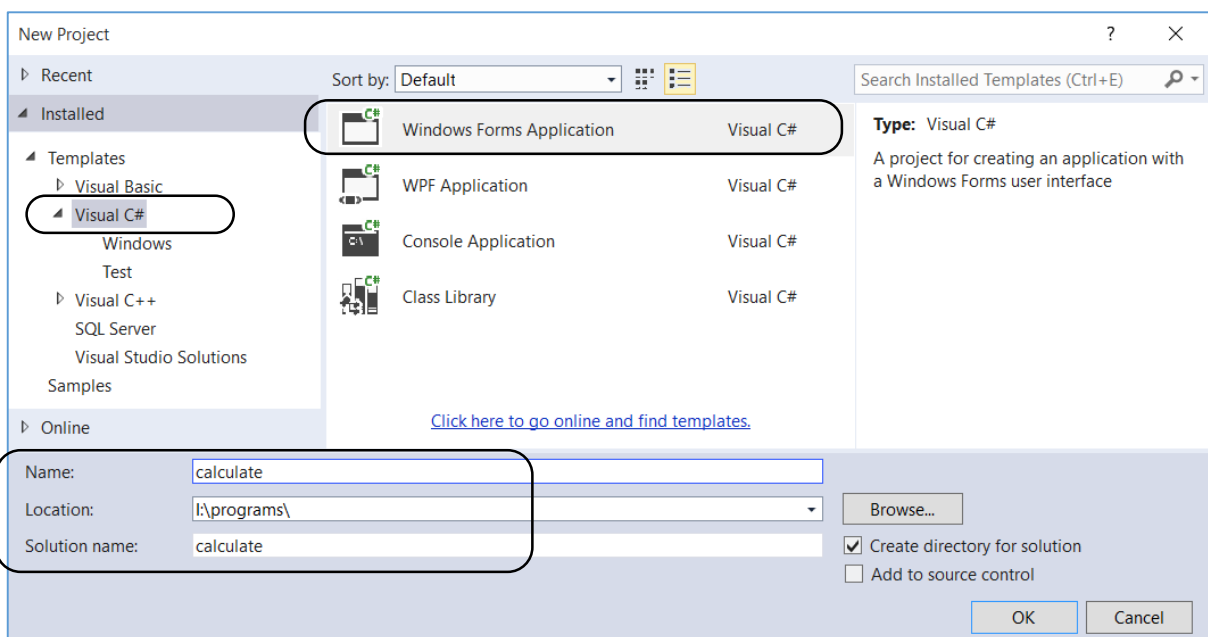 New Project
?
Recent
Installed
Templates
Visual Basic
Visual C#
Windows
Test
Visual C++
SQL Server
Visual Studio Solutions
Samples
Online
Sort by: Default
C# Windows Forms Application Visual C#
C# WPF Application Visual C#
C# C:\ Console Application Visual C#
C# Class Library Visual C#
Click here to go online and find templates.
Search Installed Templates (Ctrl+E)
Type: Visual C#
A project for creating an application with
a Windows Forms user interface
Name: calculate
Location: I:\programs\
Browse...
Solution name: calculate
Create directory for solution
Add to source control
OK Cancel